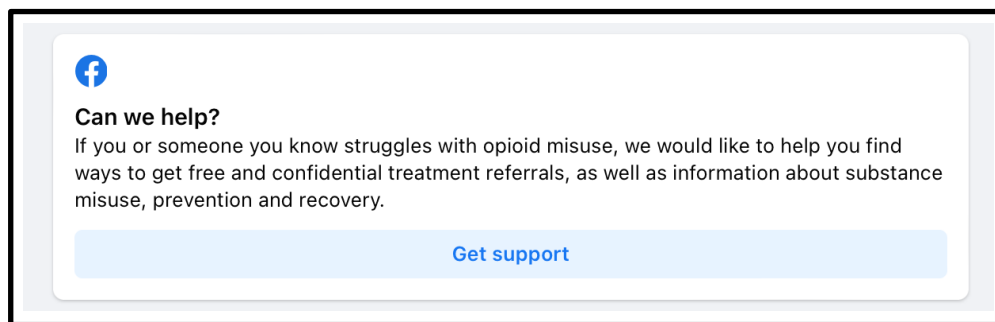 Can we help?
If you or someone you know struggles with opioid misuse, we would like to help you find
ways to get free and confidential treatment referrals, as well as information about substance
misuse, prevention and recovery.
Get support